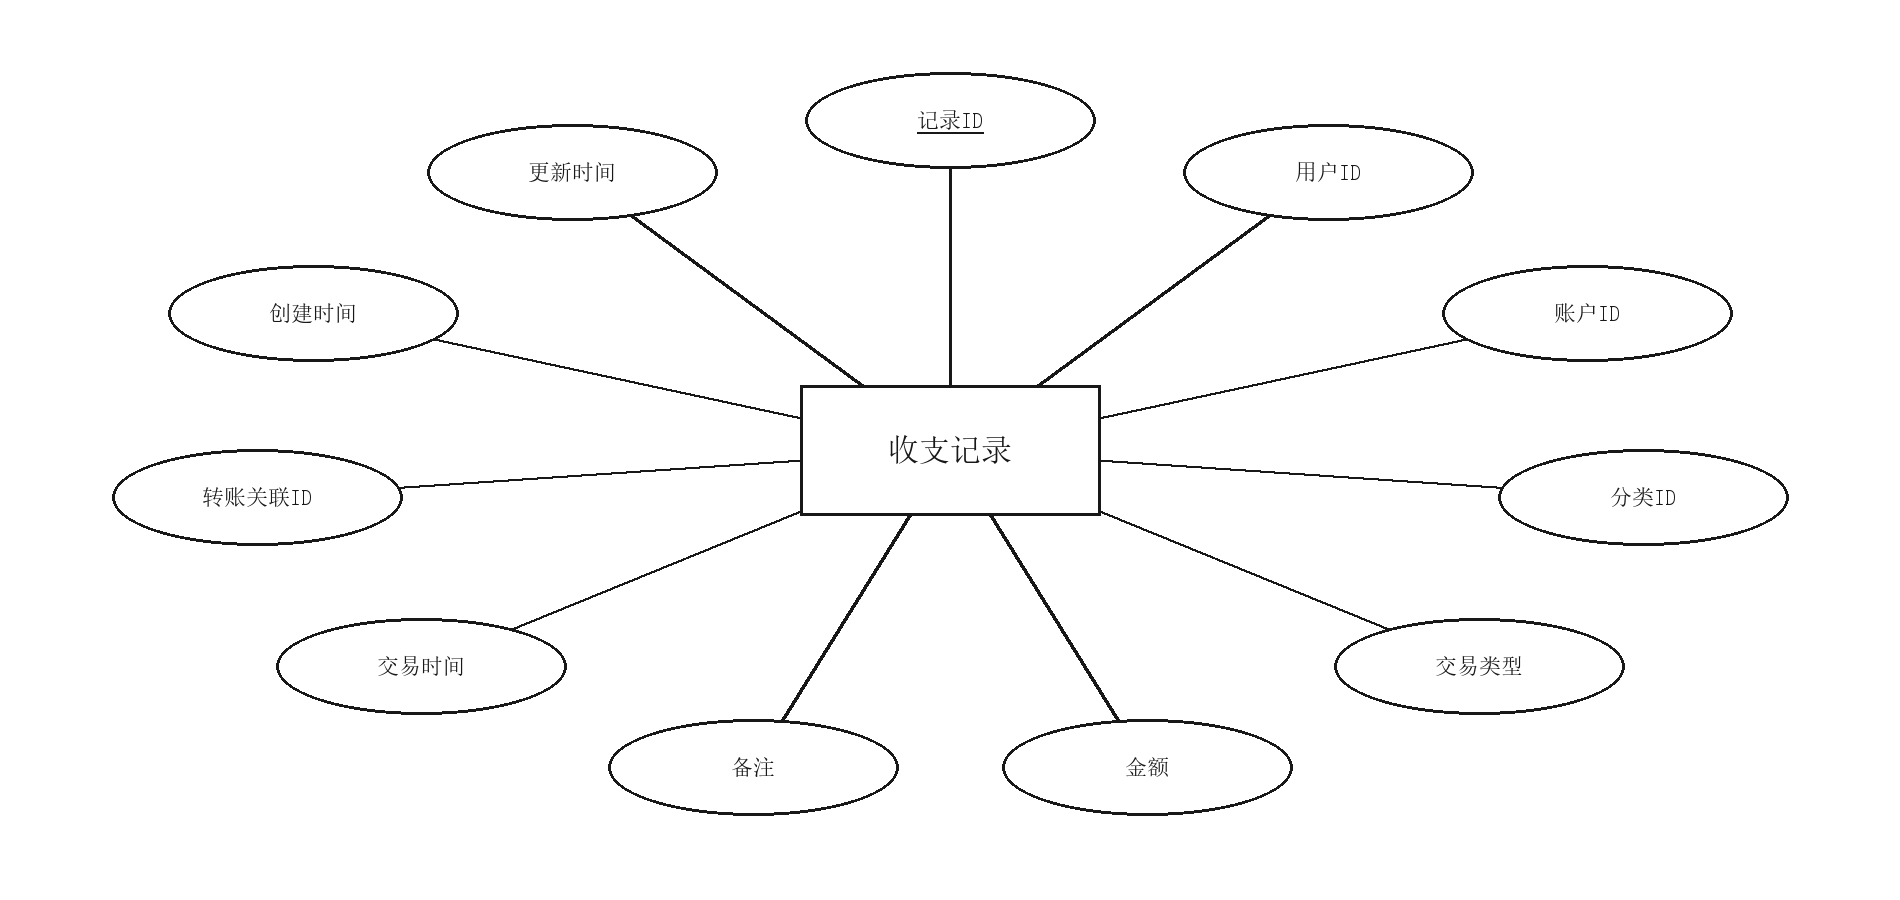 记录ID
更新时间
用户ID
创建时间
账户ID
收支记录
转账关联ID
分类ID
交易时间
交易类型
备注
金额